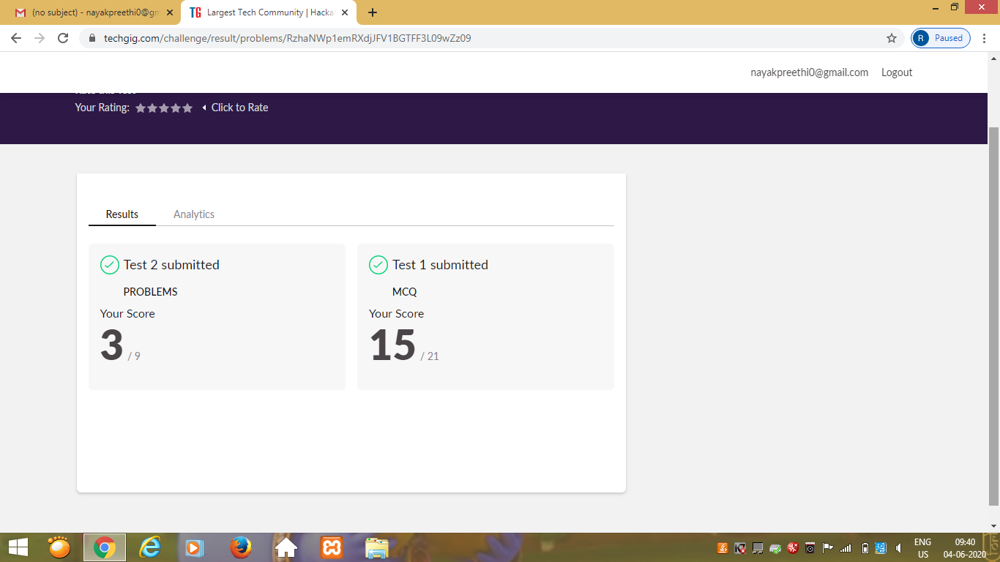 (no subject) - nayakpreethi0@gm
TG Largest Tech Community | Hacka
techgig.com/challenge/result/problems/RzhaNWp1emRXdjJFV1BGTFF3L09wZz09
R Paused
nayakpreethi0@gmail.com Logout
Your Rating: Click to Rate
Results Analytics
Test 2 submitted
PROBLEMS
Your Score
3 / 9
Test 1 submitted
MCQ
Your Score
15 / 21
ENG
US
09:40
04-06-2020